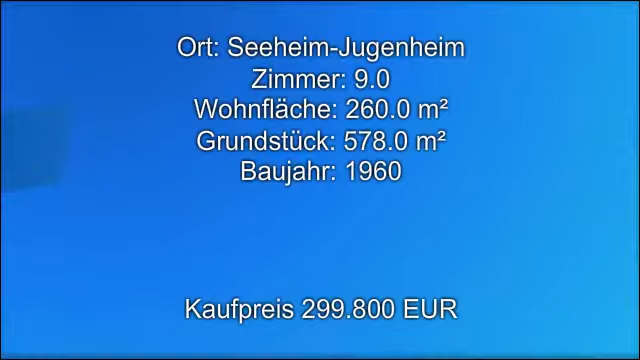 Ort: Seeheim-Jugenheim
Zimmer: 9.0
Wohnfläche: 260.0 m²
Grundstück: 578.0 m²
Baujahr: 1960
Kaufpreis 299.800 EUR